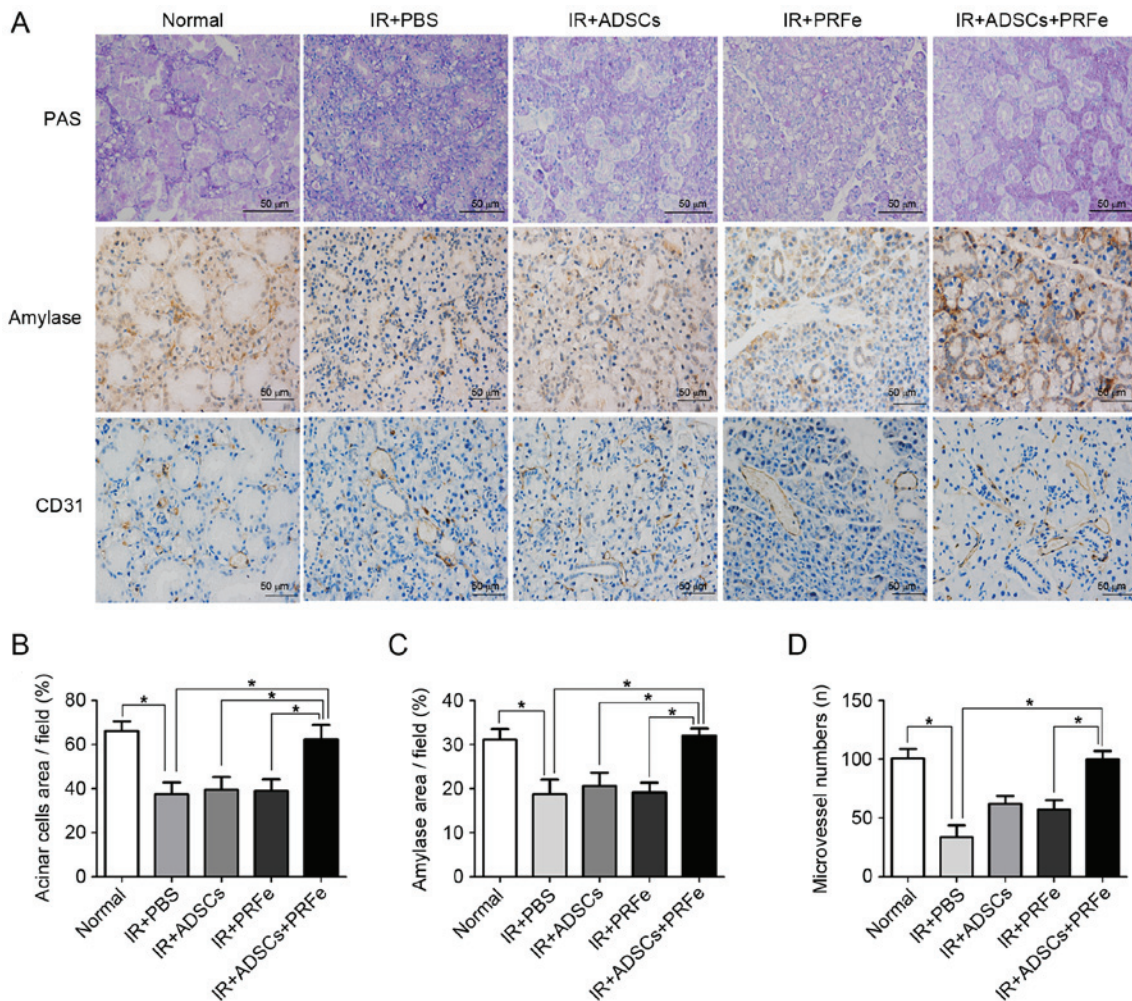 A
Normal
IR+PBS
IR+ADSCs
IR+PRFe
IR+ADSCs+PRFe
PAS
50 μm
50 μm
50 μm
50 μm
50 μm
Amylase
50 μm
50 μm
50 μm
50 μm
50 μm
CD31
50 μm
50 μm
50 μm
50 μm
50 μm
B
Acinar cells area / field (%)
80
60
40
20
0
*
*
*
*
Normal
IR+PBS
IR+ADSCs
IR+PRFe
IR+ADSCs+PRFe
C
Amylase area / field (%)
40
30
20
10
0
*
*
*
*
Normal
IR+PBS
IR+ADSCs
IR+PRFe
IR+ADSCs+PRFe
D
Microvessel numbers (n)
150
100
50
0
*
*
*
Normal
IR+PBS
IR+ADSCs
IR+PRFe
IR+ADSCs+PRFe